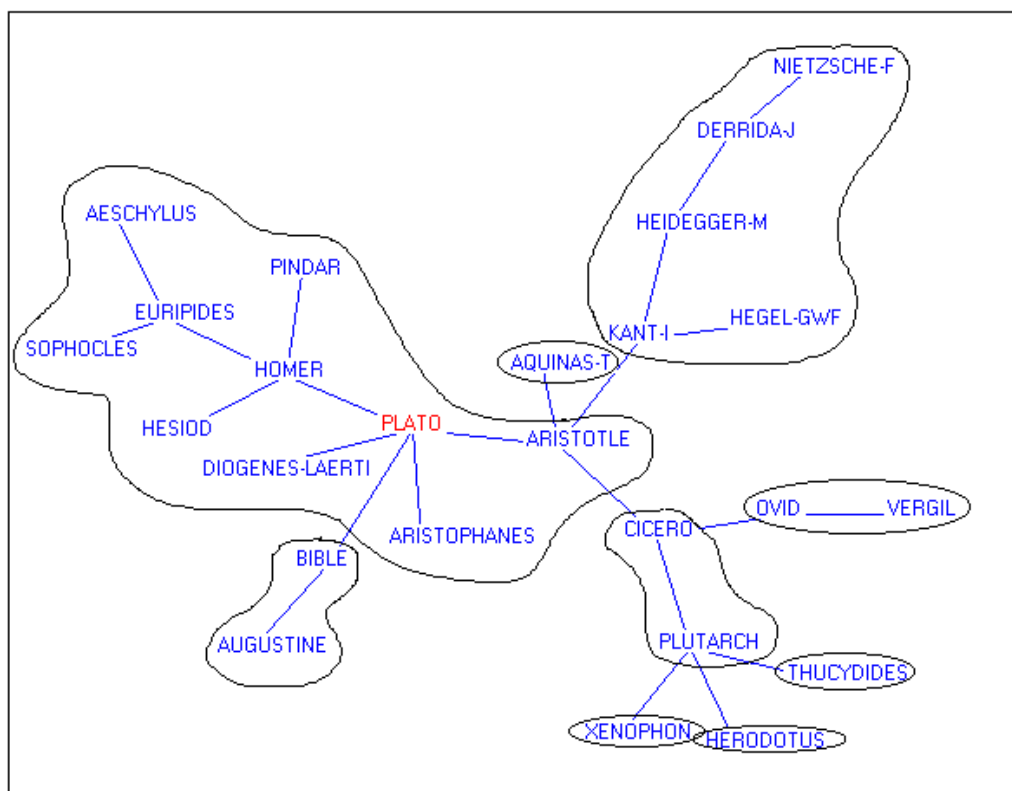 NIETZSCHE-F
DERRIDA-J
AESCHYLUS
HEIDEGGER-M
PINDAR
EURIPIDES
HEGEL-GWF
KANT-I
SOPHOCLES
AQUINAS-T
HOMER
PLATO
HESIOD
ARISTOTLE
DIOGENES-LAERTI
OVID
VERGIL
CICERO
ARISTOPHANES
BIBLE
AUGUSTINE
PLUTARCH
THUCYDIDES
XENOPHON
HERODOTUS